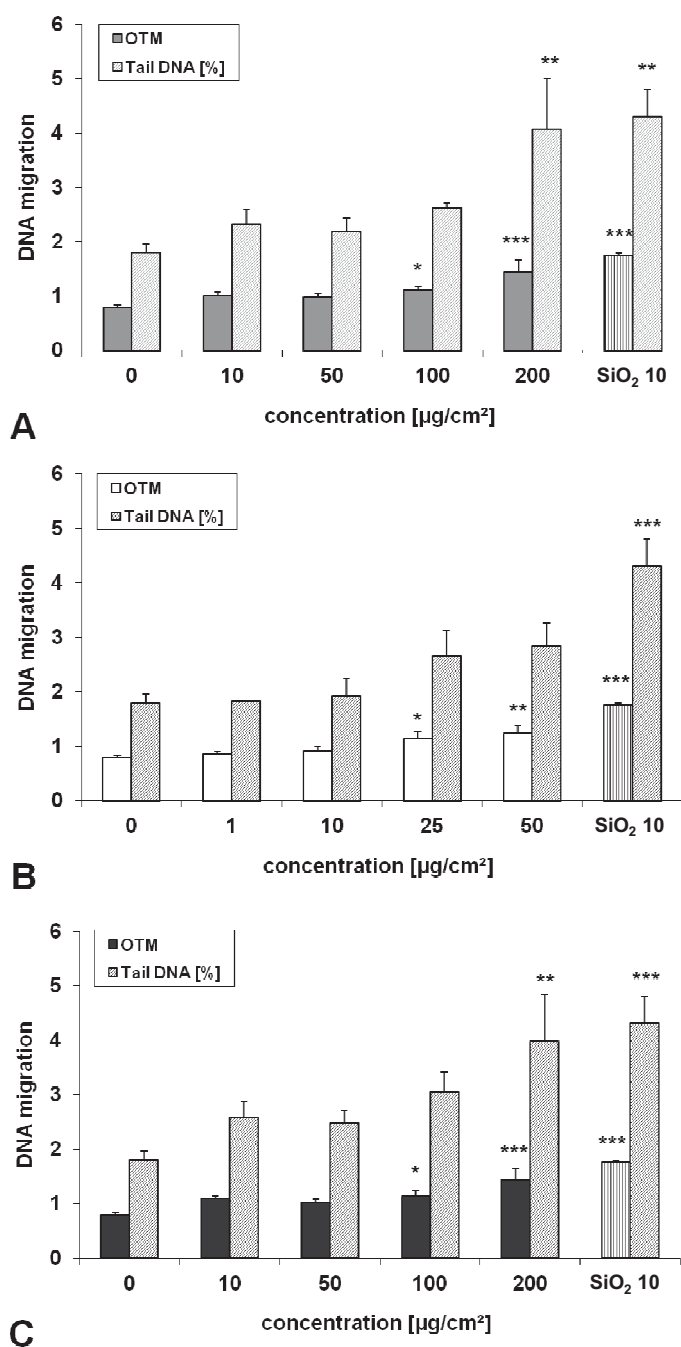 6
OTM
Tail DNA [%]
5
4
3
2
1
0
DNA migration
*
***
**
***
**
0 10 50 100 200 SiO₂ 10
concentration [µg/cm²]
A
6
OTM
Tail DNA [%]
5
4
3
2
1
0
DNA migration
*
**
***
***
0 1 10 25 50 SiO₂ 10
concentration [µg/cm²]
B
6
OTM
Tail DNA [%]
5
4
3
2
1
0
DNA migration
*
***
**
***
***
0 10 50 100 200 SiO₂ 10
concentration [µg/cm²]
C